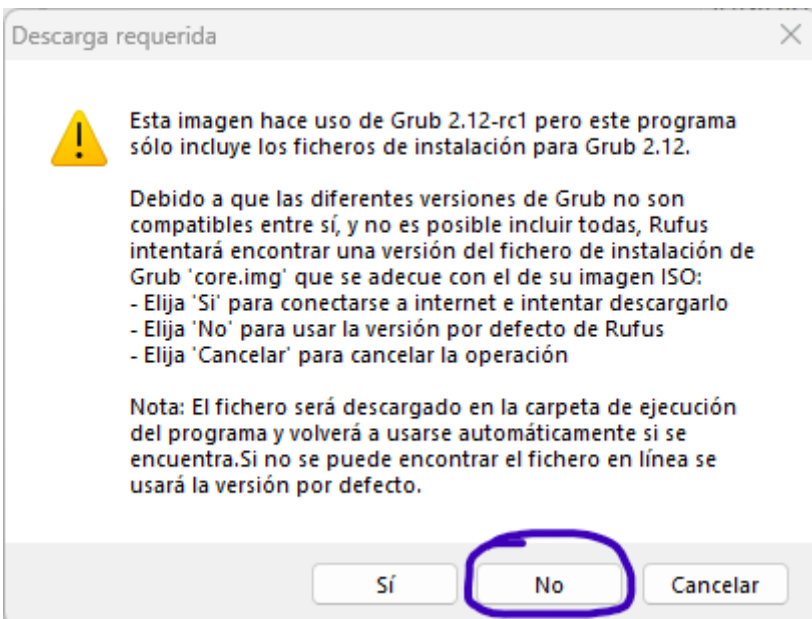 Descarga requerida
Esta imagen hace uso de Grub 2.12-rc1 pero este programa
sólo incluye los ficheros de instalación para Grub 2.12.
Debido a que las diferentes versiones de Grub no son
compatibles entre sí, y no es posible incluir todas, Rufus
intentará encontrar una versión del fichero de instalación de
Grub 'core.img' que se adecue con el de su imagen ISO:
- Elija 'Si' para conectarse a internet e intentar descargarlo
- Elija 'No' para usar la versión por defecto de Rufus
- Elija 'Cancelar' para cancelar la operación
Nota: El fichero será descargado en la carpeta de ejecución
del programa y volverá a usarse automáticamente si se
encuentra.Si no se puede encontrar el fichero en línea se
usará la versión por defecto.
Sí No Cancelar